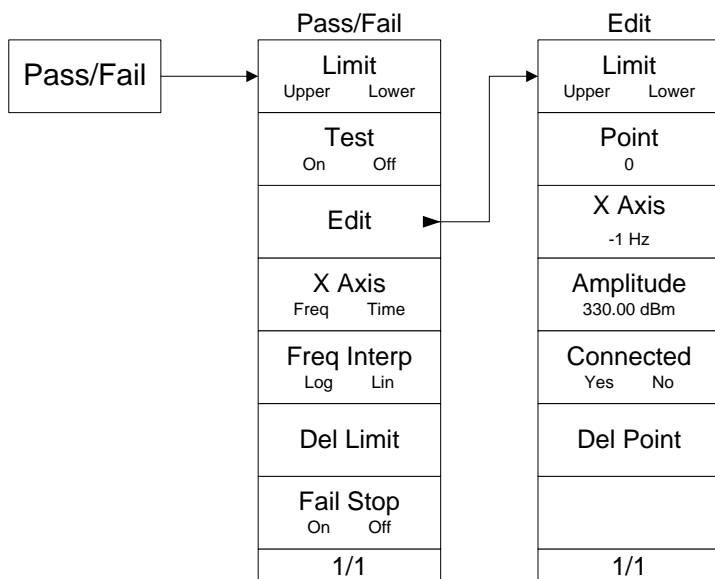 Pass/Fail
Pass/Fail
Limit
Upper Lower
Test
On Off
Edit
X Axis
Freq Time
Freq Interp
Log Lin
Del Limit
Fail Stop
On Off
1/1
Edit
Limit
Upper Lower
Point
0
X Axis
-1 Hz
Amplitude
330.00 dBm
Connected
Yes No
Del Point
1/1